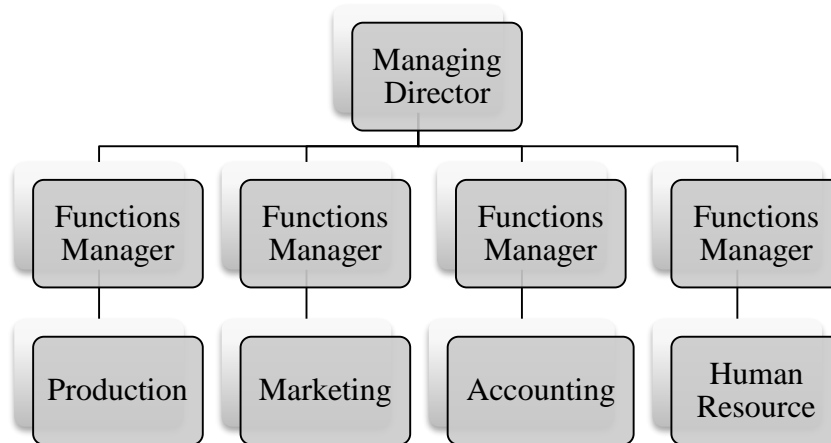 Managing
Director
Functions
Manager
Functions
Manager
Functions
Manager
Functions
Manager
Production
Marketing
Accounting
Human
Resource